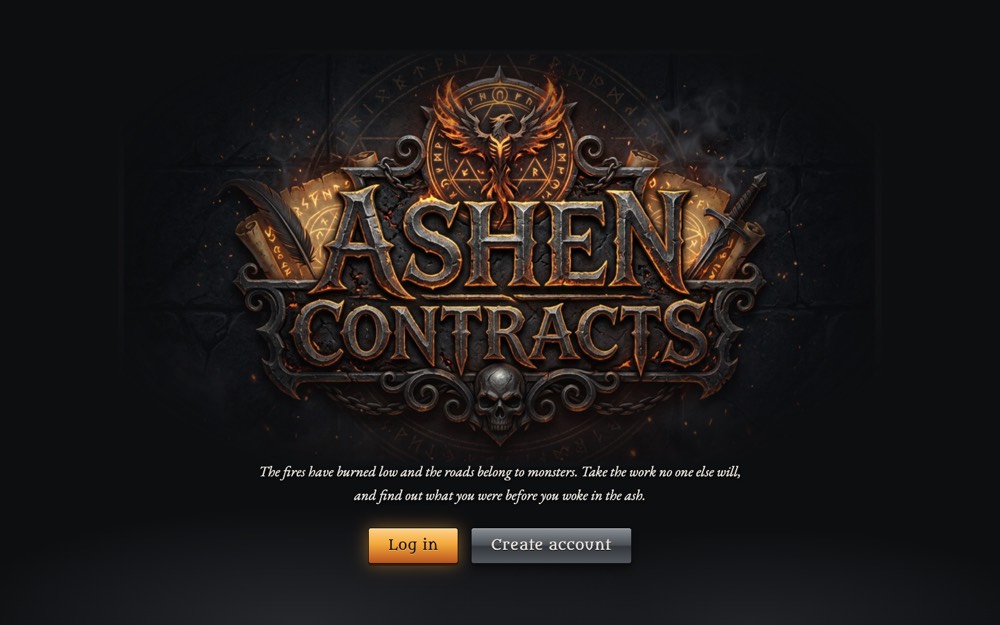 ASHEN
CONTRACTS
The fires have burned low and the roads belong to monsters. Take the work no one else will,
and find out what you were before you woke in the ash.
Log in
Create account